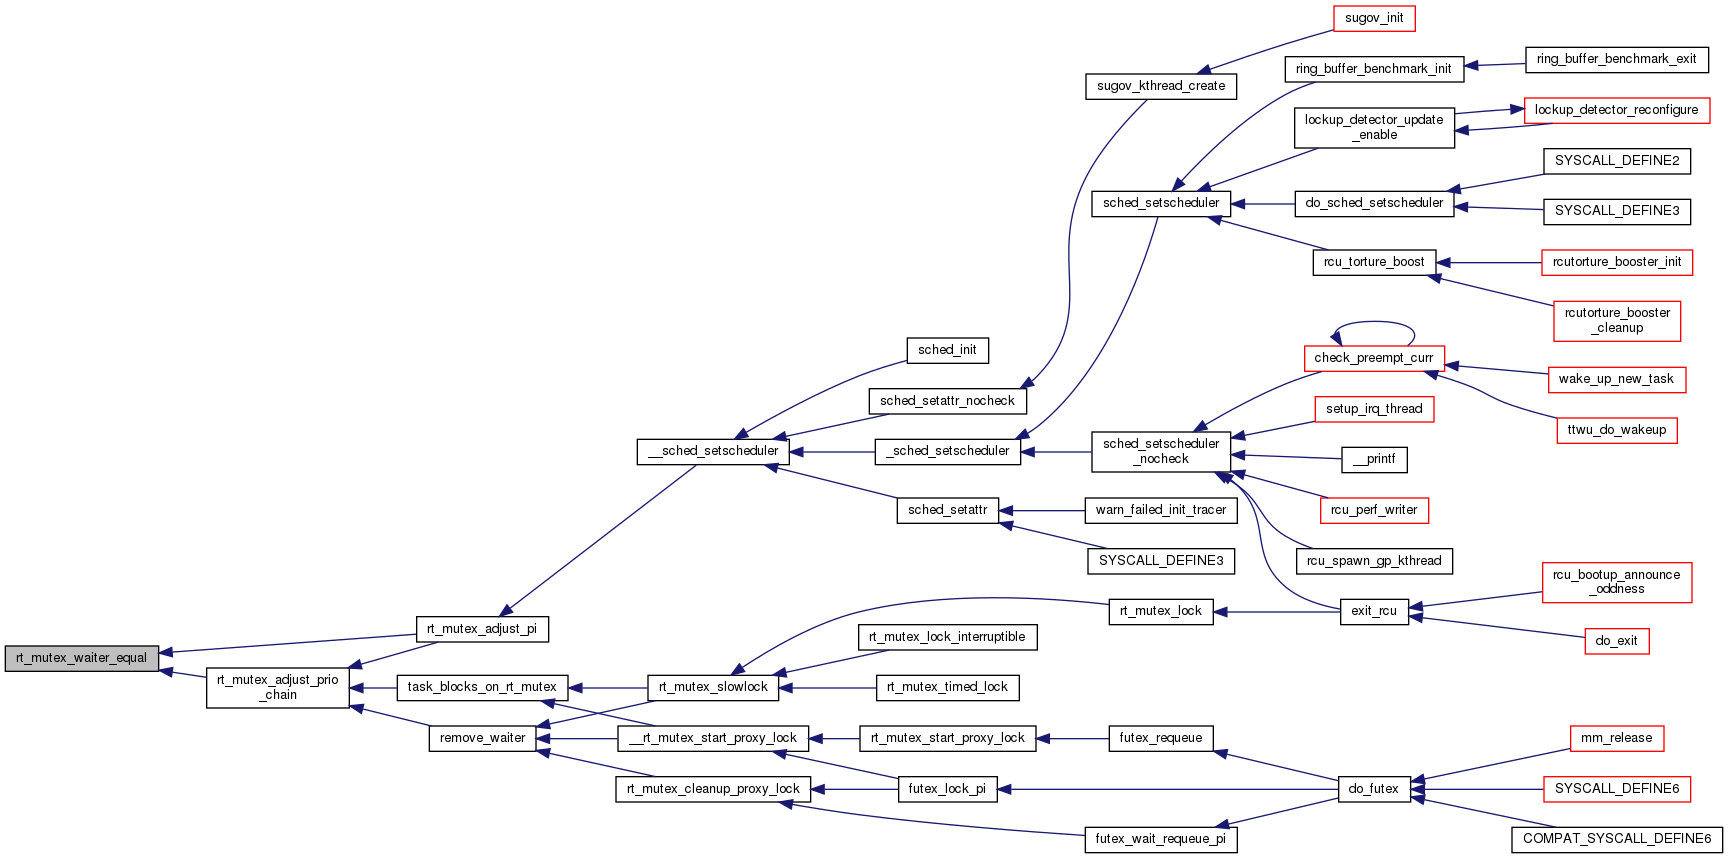 sugov_init
ring_buffer_benchmark_exit
ring_buffer_benchmark_init
sugov_kthread_create
lockup_detector_reconfigure
lockup_detector_update
_enable
SYSCALL_DEFINE2
sched_setscheduler
do_sched_setscheduler
SYSCALL_DEFINE3
rcu_torture_boost
rcutorture_booster_init
rcutorture_booster
_cleanup
sched_init
check_preempt_curr
wake_up_new_task
sched_setattr_nocheck
setup_irq_thread
ttwu_do_wakeup
__sched_setscheduler
_sched_setscheduler
sched_setscheduler
_nocheck
__printf
sched_setattr
warn_failed_init_tracer
rcu_perf_writer
SYSCALL_DEFINE3
rcu_spawn_gp_kthread
rcu_bootup_announce
_oddness
rt_mutex_lock
exit_rcu
rt_mutex_adjust_pi
rt_mutex_lock_interruptible
do_exit
rt_mutex_waiter_equal
rt_mutex_adjust_prio
_chain
task_blocks_on_rt_mutex
rt_mutex_slowlock
rt_mutex_timed_lock
remove_waiter
__rt_mutex_start_proxy_lock
rt_mutex_start_proxy_lock
futex_requeue
mm_release
rt_mutex_cleanup_proxy_lock
futex_lock_pi
do_futex
SYSCALL_DEFINE6
futex_wait_requeue_pi
COMPAT_SYSCALL_DEFINE6